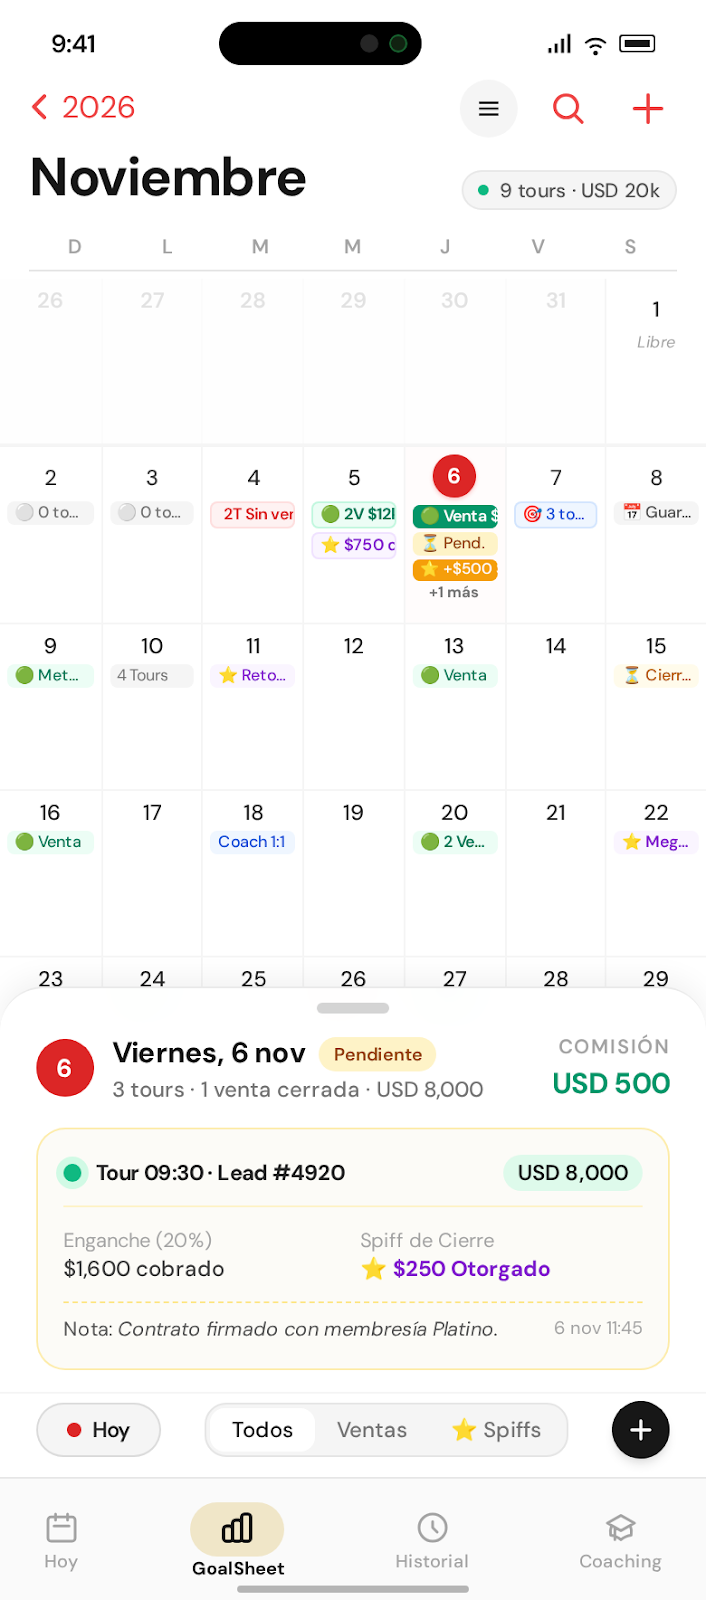 9:41
2026
Noviembre
9 tours · USD 20k
D L M M J V S
26 27 28 29 30 31 1
Libre
2 3 4 5 6 7 8
0 to... 0 to... 2T Sin ver 2V $12 Venta $ 3 to... Guar...
$750 Pend.
+$500
+1 más
9 10 11 12 13 14 15
Met... 4 Tours Reto... Venta Cierr...
16 17 18 19 20 21 22
Venta Coach 1:1 2 Ve... Meg...
23 24 25 26 27 28 29
6 Viernes, 6 nov Pendiente COMISIÓN
3 tours · 1 venta cerrada · USD 8,000 USD 500
Tour 09:30 · Lead #4920 USD 8,000
Enganche (20%) Spiff de Cierre
$1,600 cobrado $250 Otorgado
Nota: Contrato firmado con membresía Platino. 6 nov 11:45
Hoy Todos Ventas Spiffs
Hoy GoalSheet Historial Coaching